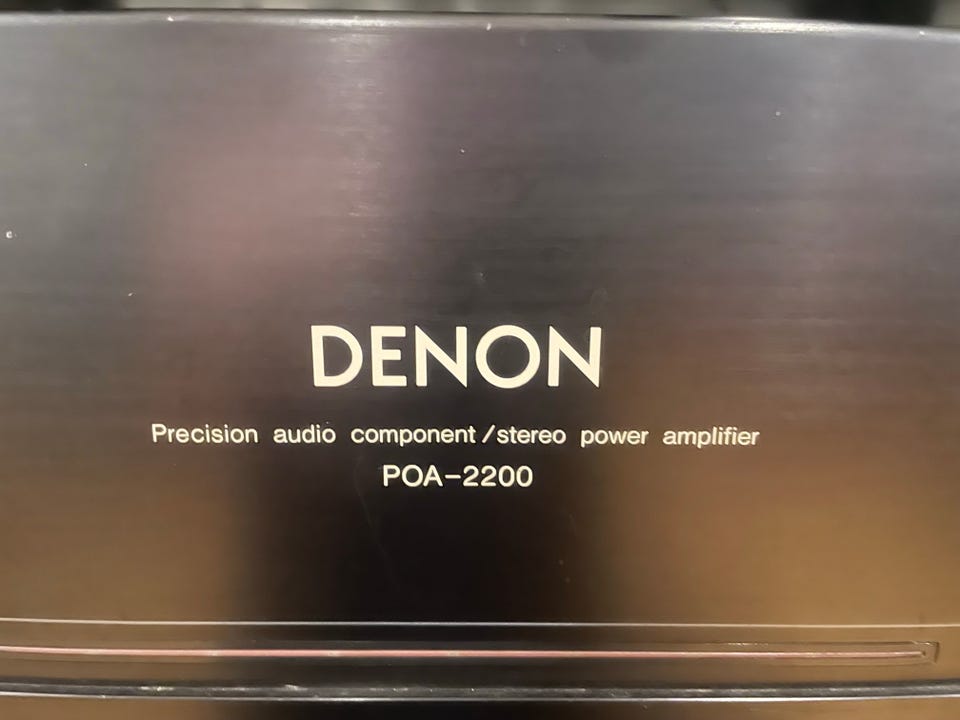 DENON
Precision audio component/stereo power amplifier
POA-2200